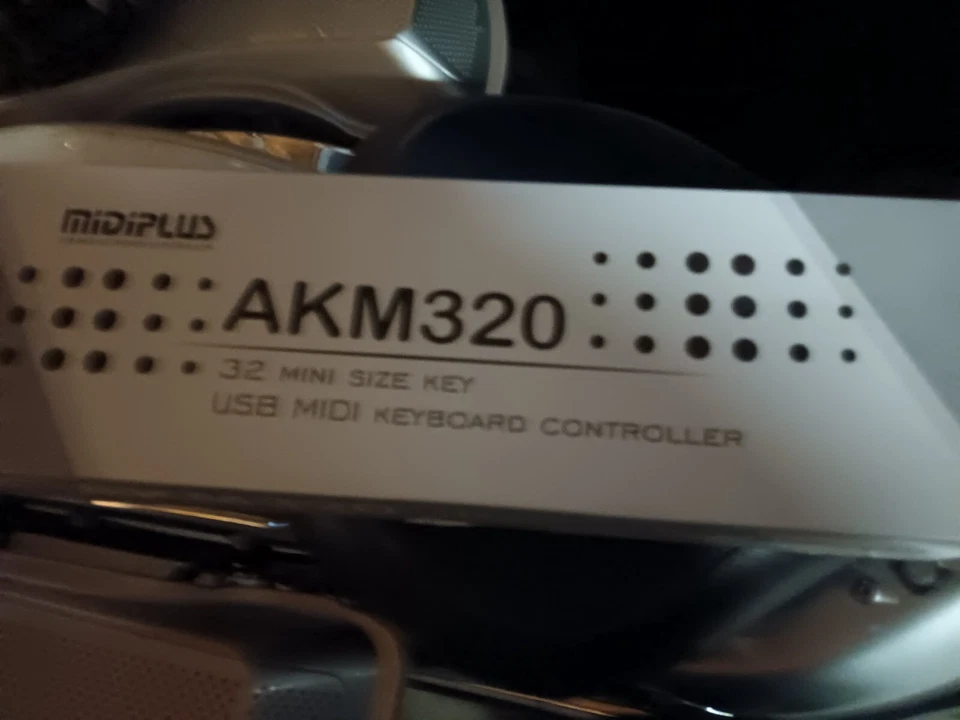 MIDIPLUS
AKM320
32 MINI SIZE KEY
USB MIDI KEYBOARD CONTROLLER